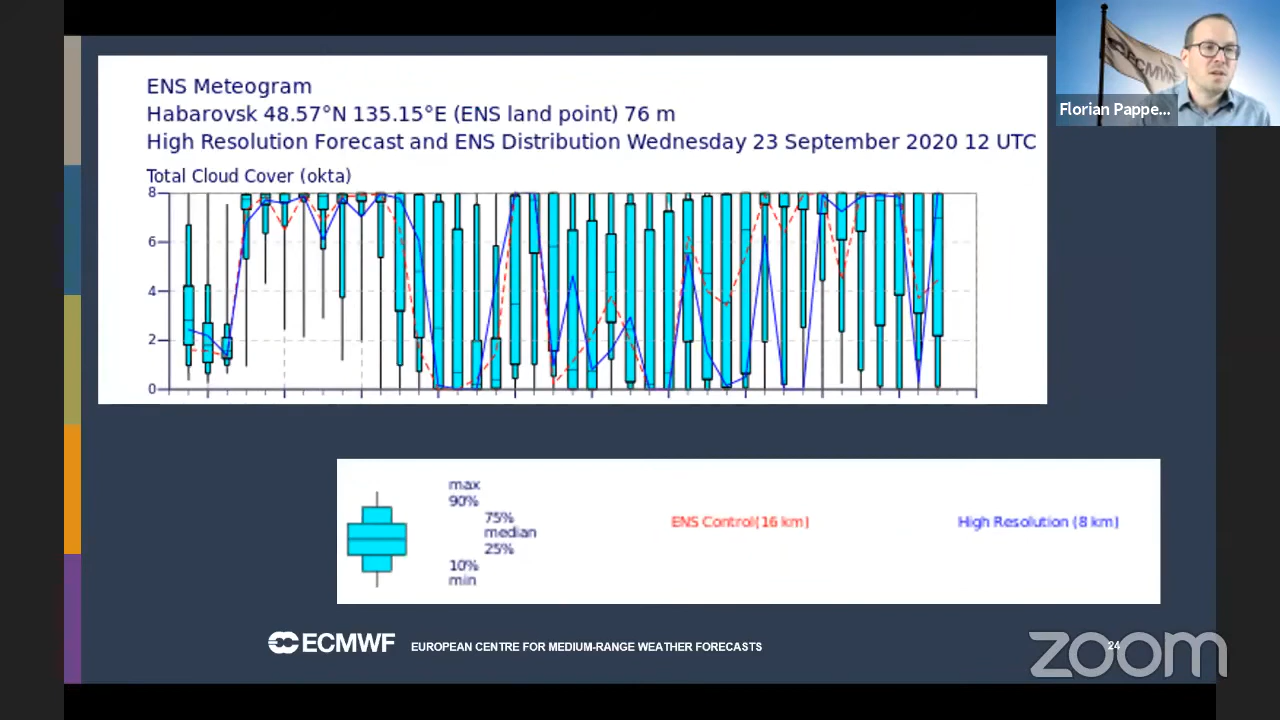 ENS Meteogram
Habarovsk 48.57°N 135.15°E (ENS land point) 76 m
High Resolution Forecast and ENS Distribution Wednesday 23 September 2020 12 UTC
Total Cloud Cover (okta)
8
6
4
2
0
max
90%
75%
median
25%
10%
min
ENS Control(16 km)
High Resolution (8 km)
ECMWF
EUROPEAN CENTRE FOR MEDIUM-RANGE WEATHER FORECASTS
24
zoom
ECMWF
Florian Pappe...